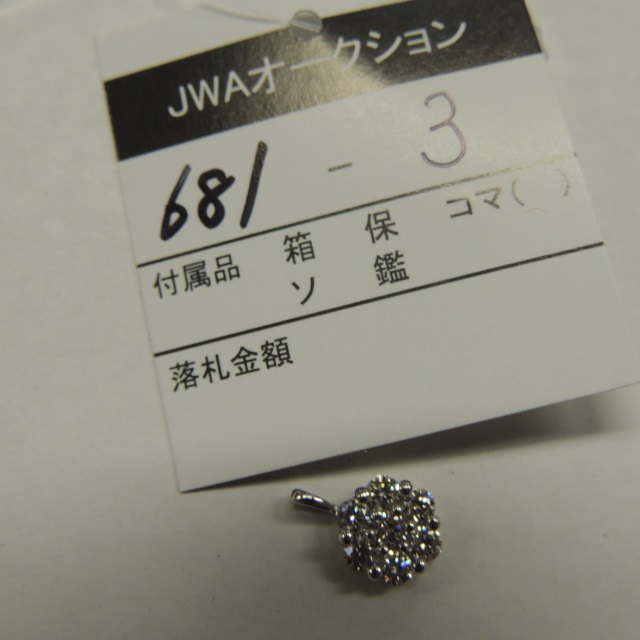 JWAオークション
681 - 3
付属品 箱 保 コマ( )
ソ 鑑
落札金額